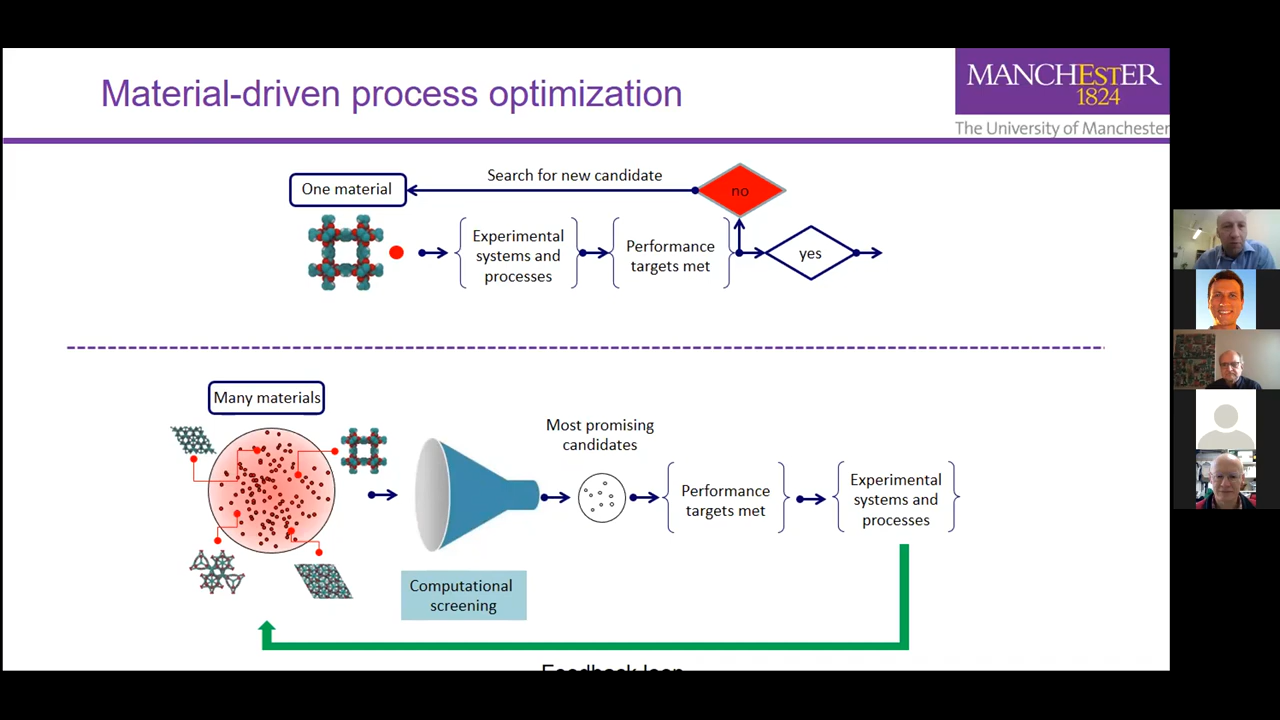 Material-driven process optimization
MANCHESTER
1824
The University of Manchester
Search for new candidate
One material
no
Experimental
systems and
processes
Performance
targets met
yes
Many materials
Most promising
candidates
Performance
targets met
Experimental
systems and
processes
Computational
screening
Feedback loop